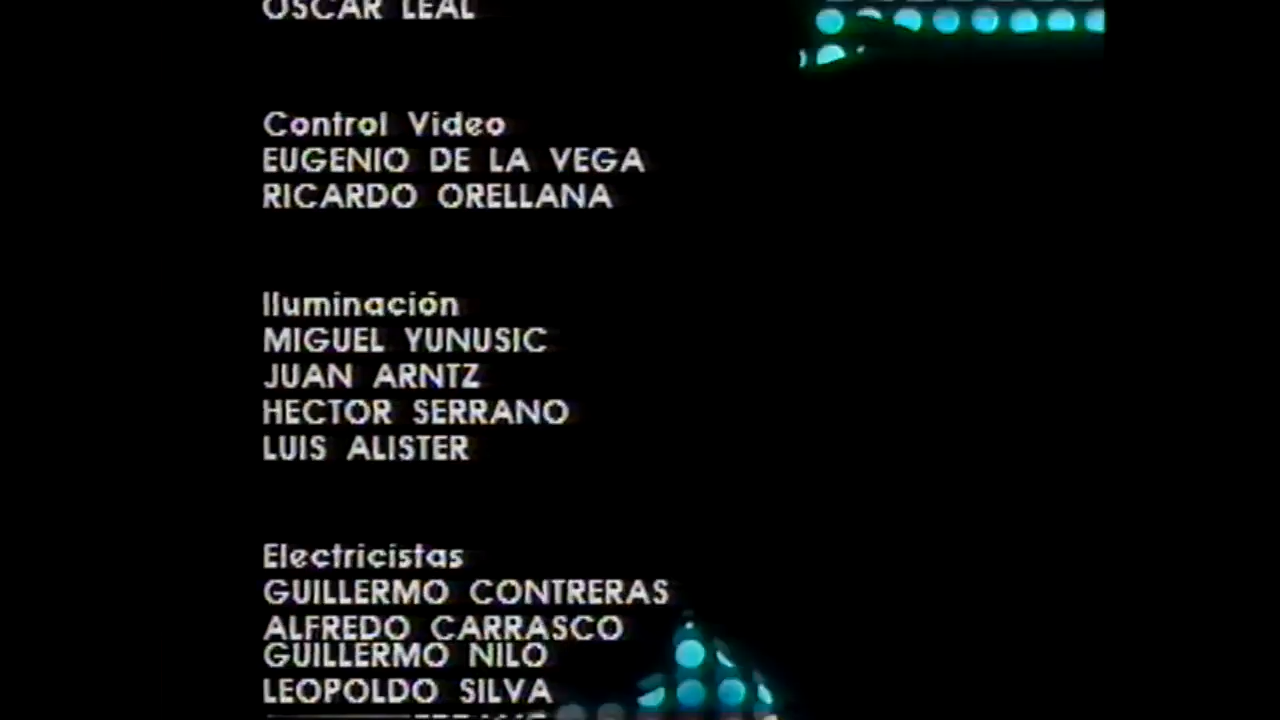 OSCAR LEAL
Control Video
EUGENIO DE LA VEGA
RICARDO ORELLANA
Iluminación
MIGUEL YUNUSIC
JUAN ARNTZ
HECTOR SERRANO
LUIS ALISTER
Electricistas
GUILLERMO CONTRERAS
ALFREDO CARRASCO
GUILLERMO NILO
LEOPOLDO SILVA